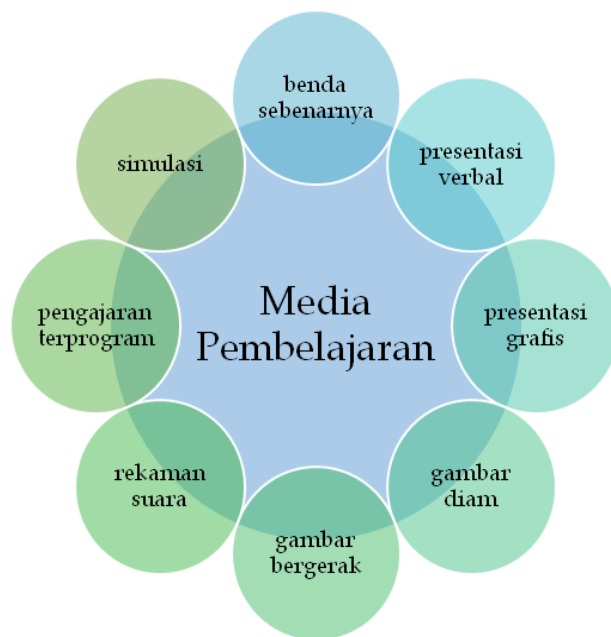 benda
sebenarnya
presentasi
verbal
presentasi
grafis
gambar
diam
gambar
bergerak
rekaman
suara
pengajaran
terprogram
simulasi
Media
Pembelajaran